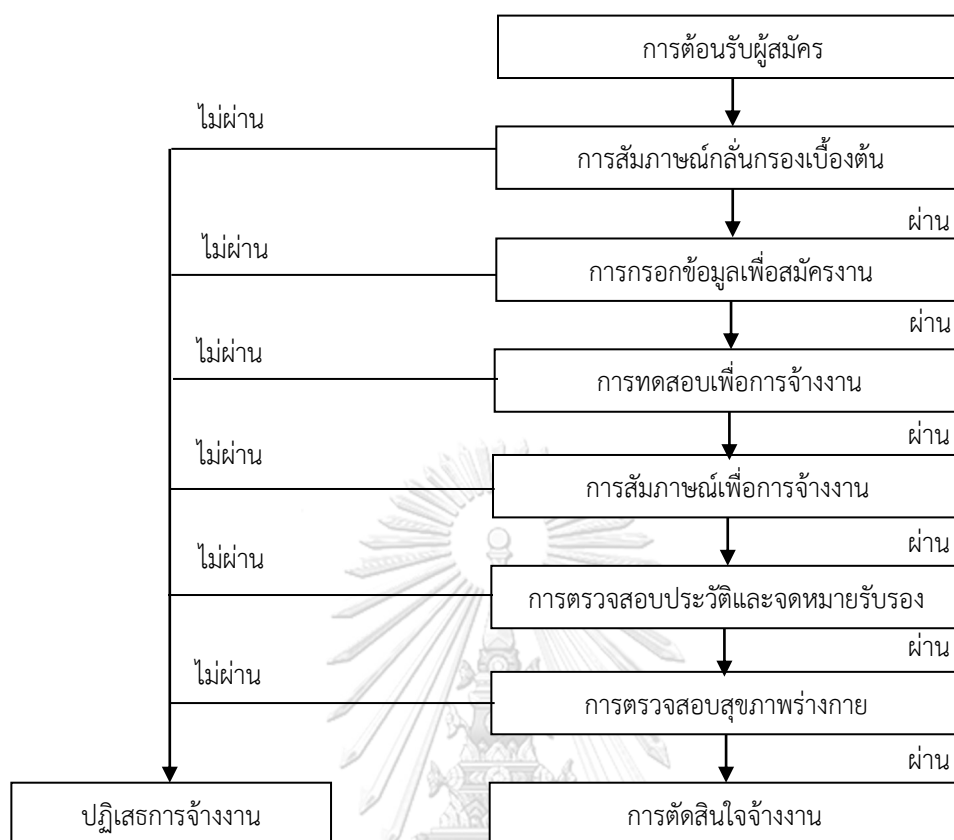 การต้อนรับผู้สมัคร
ไม่ผ่าน
การสัมภาษณ์กลั่นกรองเบื้องต้น
ผ่าน
ไม่ผ่าน
การกรอกข้อมูลเพื่อสมัครงาน
ผ่าน
ไม่ผ่าน
การทดสอบเพื่อการจ้างงาน
ผ่าน
ไม่ผ่าน
การสัมภาษณ์เพื่อการจ้างงาน
ผ่าน
ไม่ผ่าน
การตรวจสอบประวัติและจดหมายรับรอง
ผ่าน
ไม่ผ่าน
การตรวจสอบสุขภาพร่างกาย
ผ่าน
ปฏิเสธการจ้างงาน
การตัดสินใจจ้างงาน